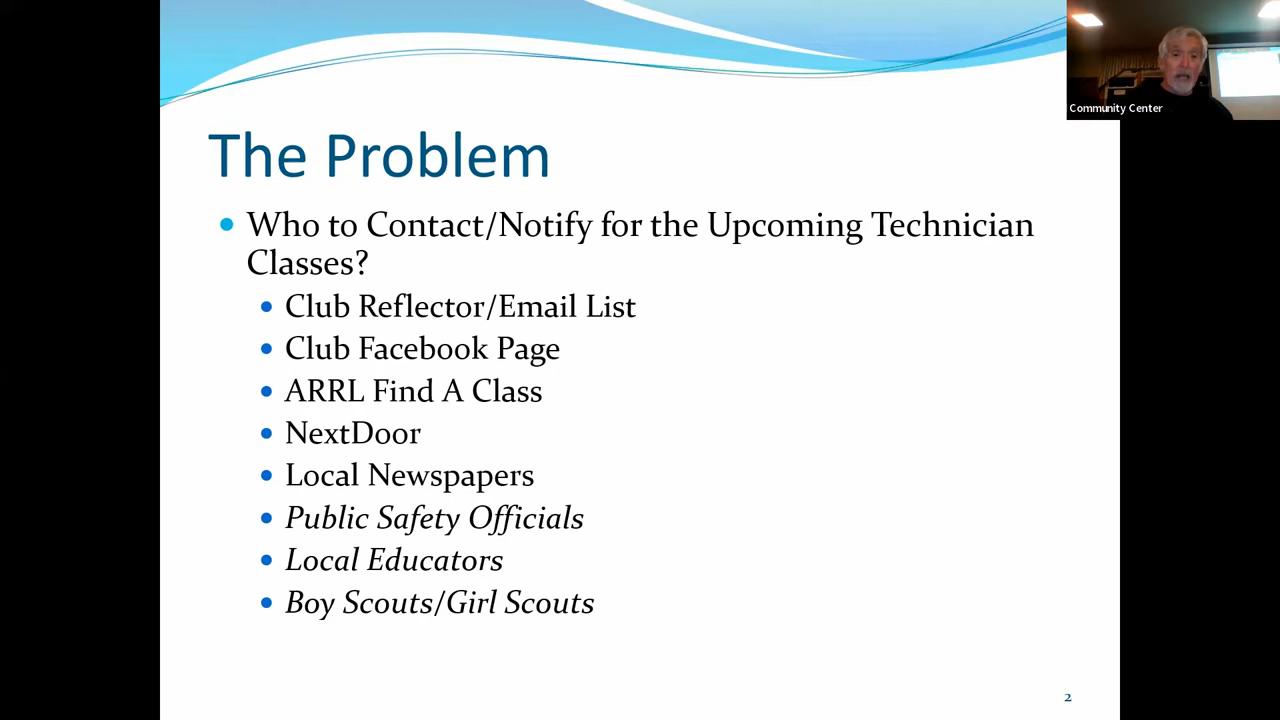 Community Center
The Problem
Who to Contact/Notify for the Upcoming Technician
Classes?
Club Reflector/Email List
Club Facebook Page
ARRL Find A Class
NextDoor
Local Newspapers
Public Safety Officials
Local Educators
Boy Scouts/Girl Scouts
2